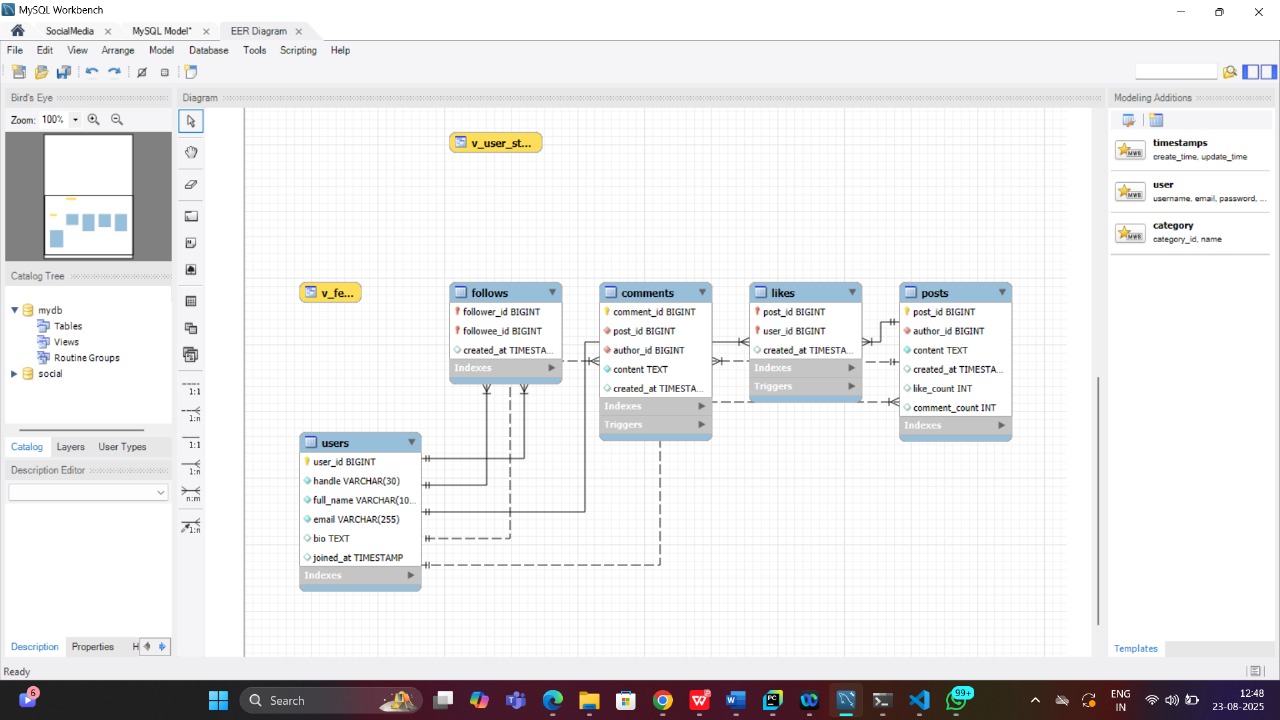 MySQL Workbench
SocialMedia
MySQL Model*
EER Diagram
File Edit View Arrange Model Database Tools Scripting Help
Bird's Eye
Zoom: 100%
Catalog Tree
mydb
Tables
Views
Routine Groups
social
Catalog Layers User Types
Description Editor
Description Properties H
Diagram
1:1
1:n
1:1
1:n
n:m
1:n
v_user_st...
v_fe...
follows
follower_id BIGINT
followee_id BIGINT
created_at TIMESTA...
Indexes
comments
comment_id BIGINT
post_id BIGINT
author_id BIGINT
content TEXT
created_at TIMESTA...
Indexes
Triggers
likes
post_id BIGINT
user_id BIGINT
created_at TIMESTA...
Indexes
Triggers
posts
post_id BIGINT
author_id BIGINT
content TEXT
created_at TIMESTA...
like_count INT
comment_count INT
Indexes
users
user_id BIGINT
handle VARCHAR(30)
full_name VARCHAR(10...
email VARCHAR(255)
bio TEXT
joined_at TIMESTAMP
Indexes
Modeling Additions
timestamps
create_time, update_time
user
username, email, password, ...
category
category_id, name
Templates
Ready
6
Search
99+
ENG
IN
12:48
23-08-2025